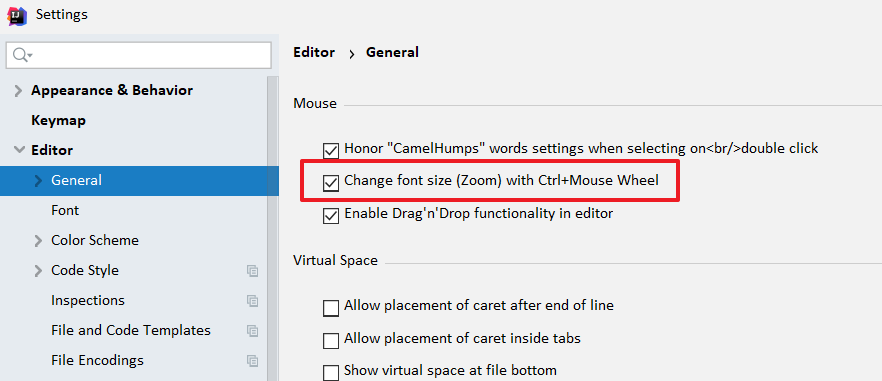 Settings
Appearance & Behavior
Keymap
Editor
General
Font
Color Scheme
Code Style
Inspections
File and Code Templates
File Encodings
Editor › General
Mouse
Honor "CamelHumps" words settings when selecting on<br/>double click
Change font size (Zoom) with Ctrl+Mouse Wheel
Enable Drag'n'Drop functionality in editor
Virtual Space
Allow placement of caret after end of line
Allow placement of caret inside tabs
Show virtual space at file bottom